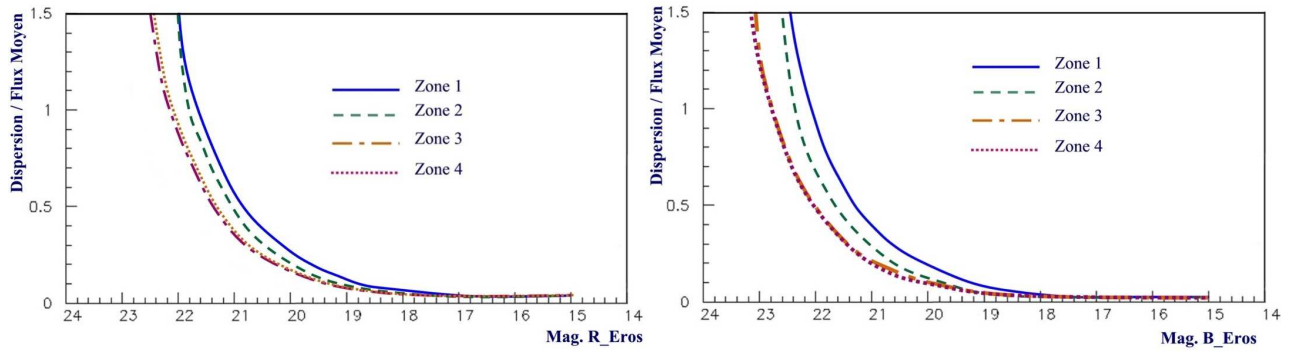 Dispersion / Flux Moyen
1.5
1
0.5
0
Zone 1
Zone 2
Zone 3
Zone 4
24 23 22 21 20 19 18 17 16 15 14
Mag. R_Eros
Dispersion / Flux Moyen
1.5
1
0.5
0
Zone 1
Zone 2
Zone 3
Zone 4
24 23 22 21 20 19 18 17 16 15 14
Mag. B_Eros